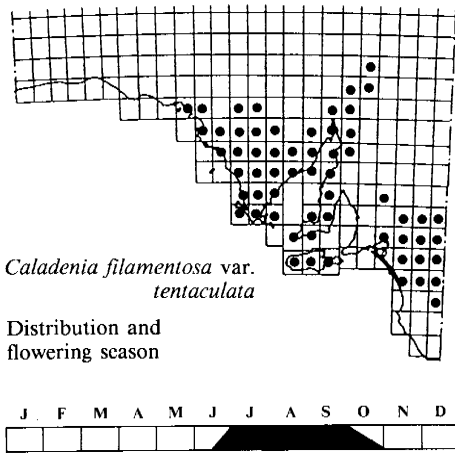 Caladenia filamentosa var.
tentaculata
Distribution and
flowering season
J F M A M J J A S O N D